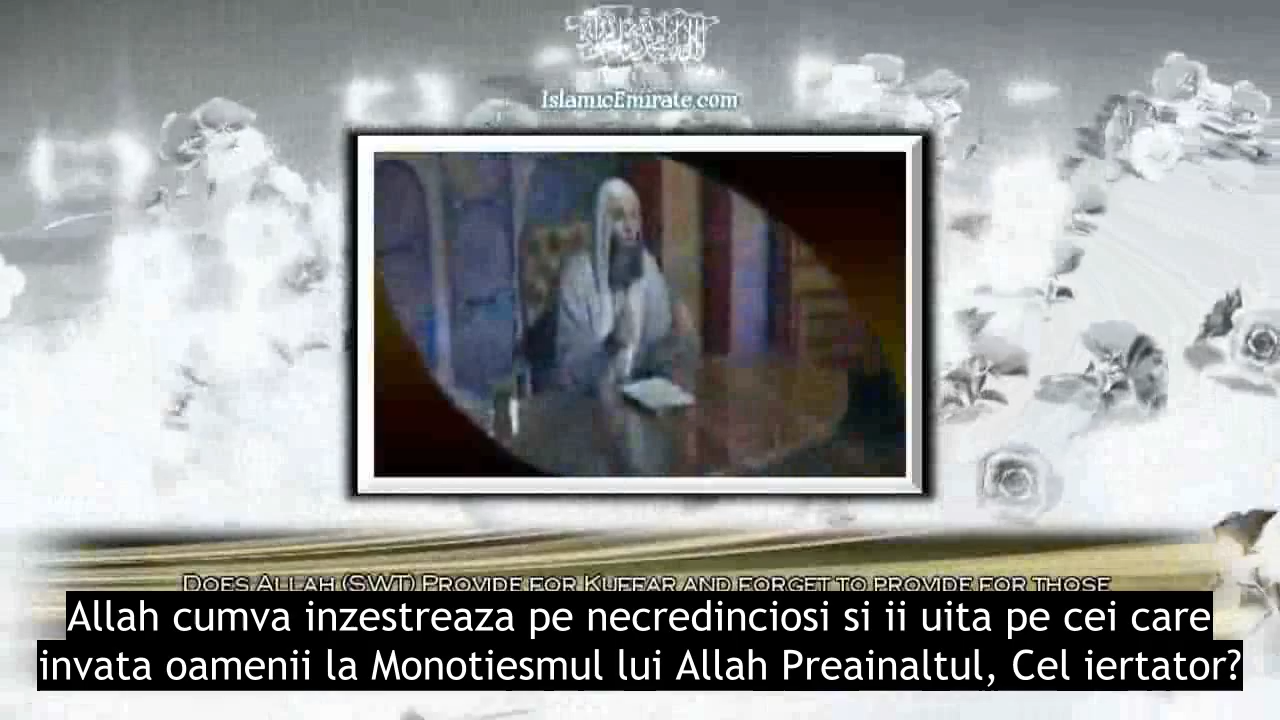 IslamicEmirate.com
Does Allah (SWT) Provide for Kuffar and forget to provide for those
Allah cumva inzestreaza pe necredinciosi si ii uita pe cei care
invata oamenii la Monotiesmul lui Allah Preainaltul, Cel iertator?